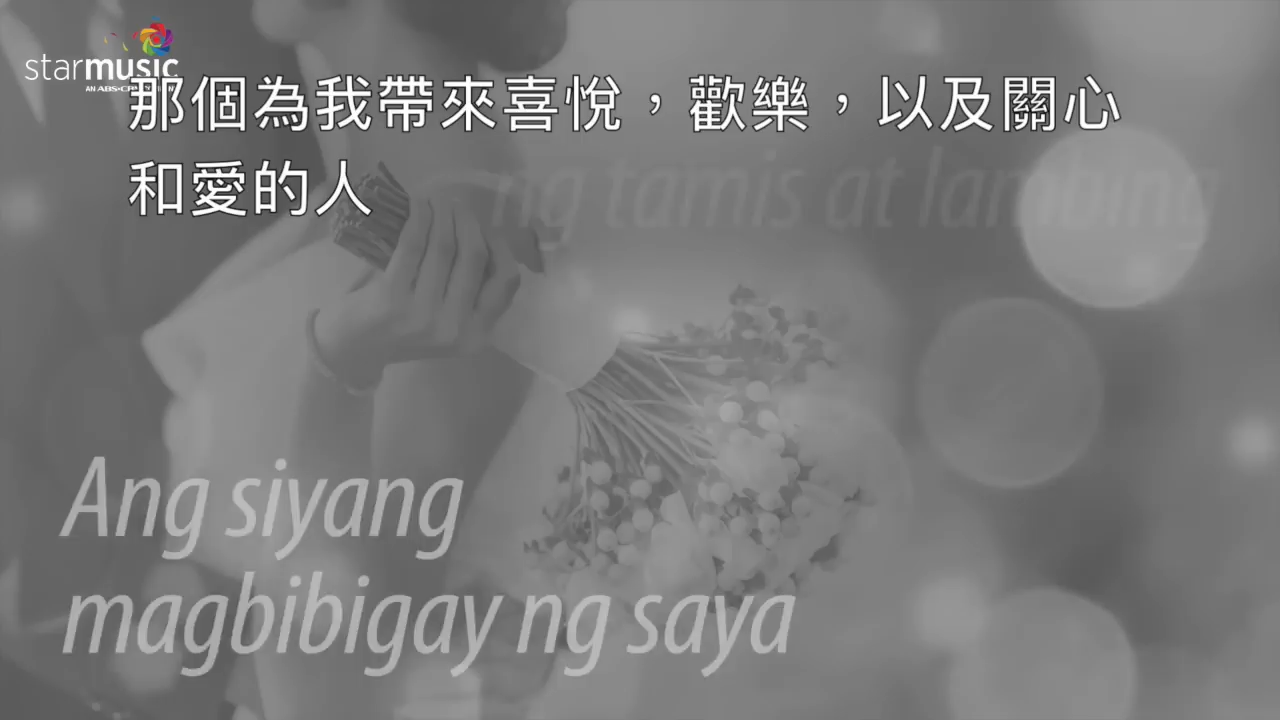 starmusic
那個為我帶來喜悅，歡樂，以及關心
和愛的人
ng tamis at lambing
Ang siyang
magbibigay ng saya